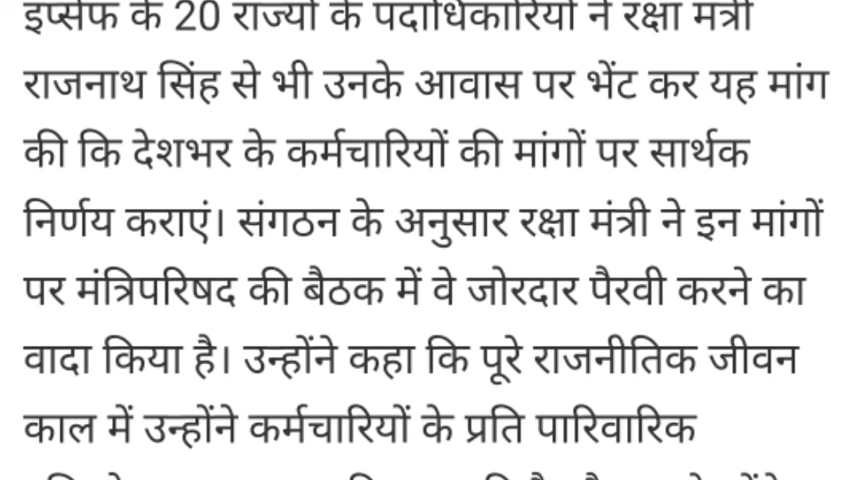 इप्सेफ के 20 राज्यों के पदाधिकारियों ने रक्षा मंत्री
राजनाथ सिंह से भी उनके आवास पर भेंट कर यह मांग
की कि देशभर के कर्मचारियों की मांगों पर सार्थक
निर्णय कराएं। संगठन के अनुसार रक्षा मंत्री ने इन मांगों
पर मंत्रिपरिषद की बैठक में वे जोरदार पैरवी करने का
वादा किया है। उन्होंने कहा कि पूरे राजनीतिक जीवन
काल में उन्होंने कर्मचारियों के प्रति पारिवारिक